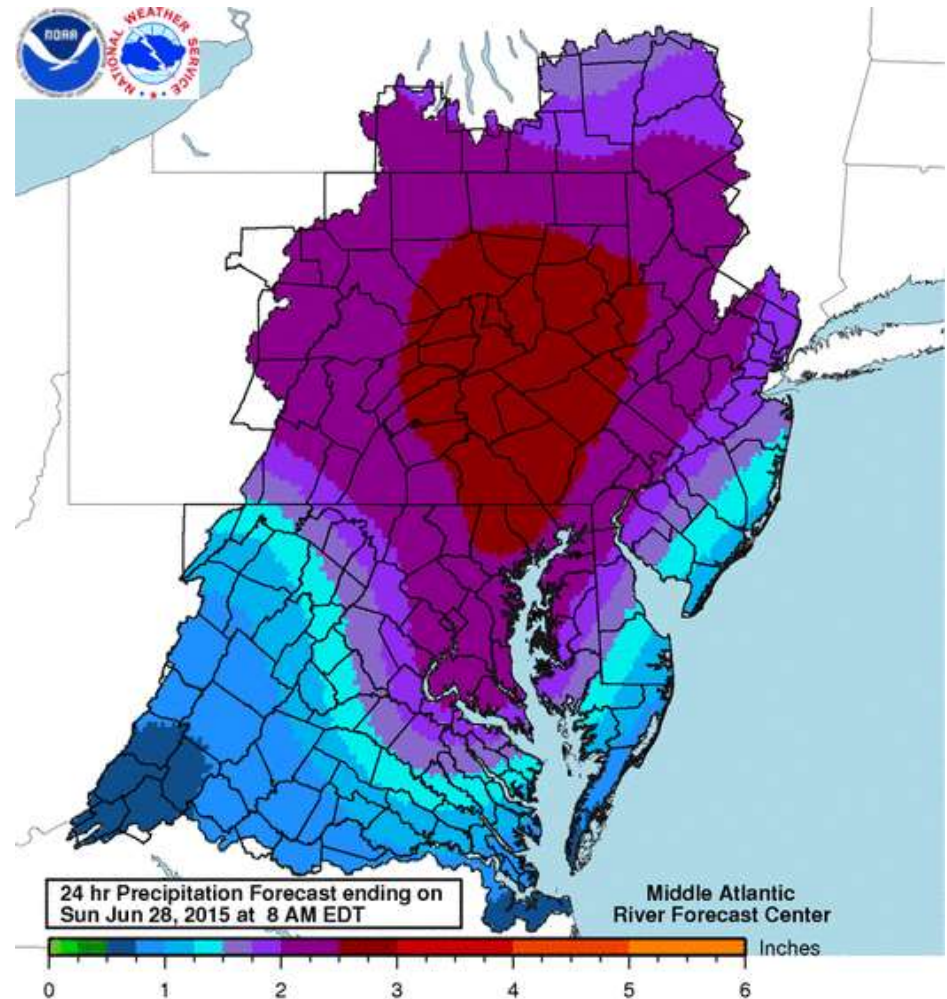 NOAA
NATIONAL WEATHER SERVICE
24 hr Precipitation Forecast ending on
Sun Jun 28, 2015 at 8 AM EDT
Middle Atlantic
River Forecast Center
Inches
0 1 2 3 4 5 6